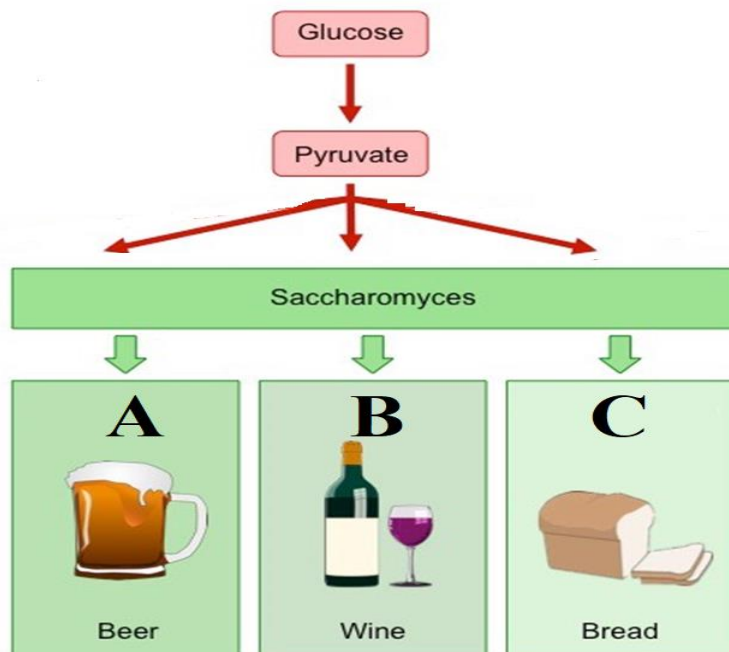 Glucose
Pyruvate
Saccharomyces
A
B
C
Beer
Wine
Bread